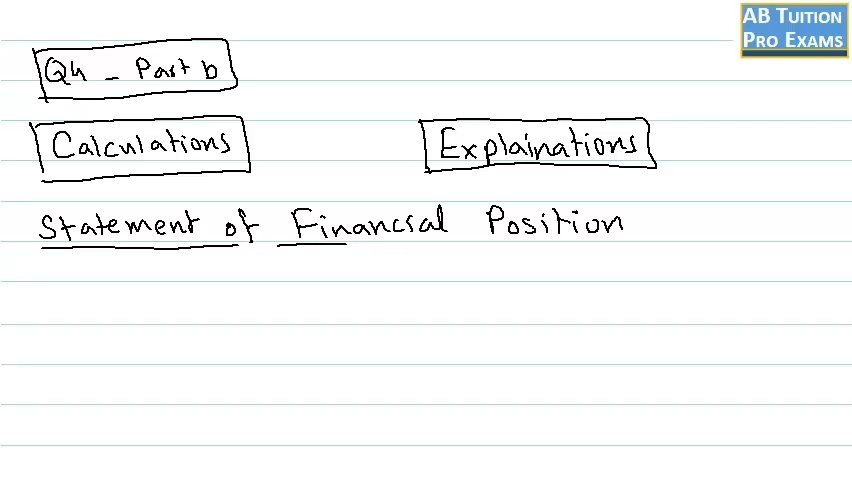 AB TUITION
PRO EXAMS
Q4 - Part b
Calculations
Explainations
Statement of Financial Position